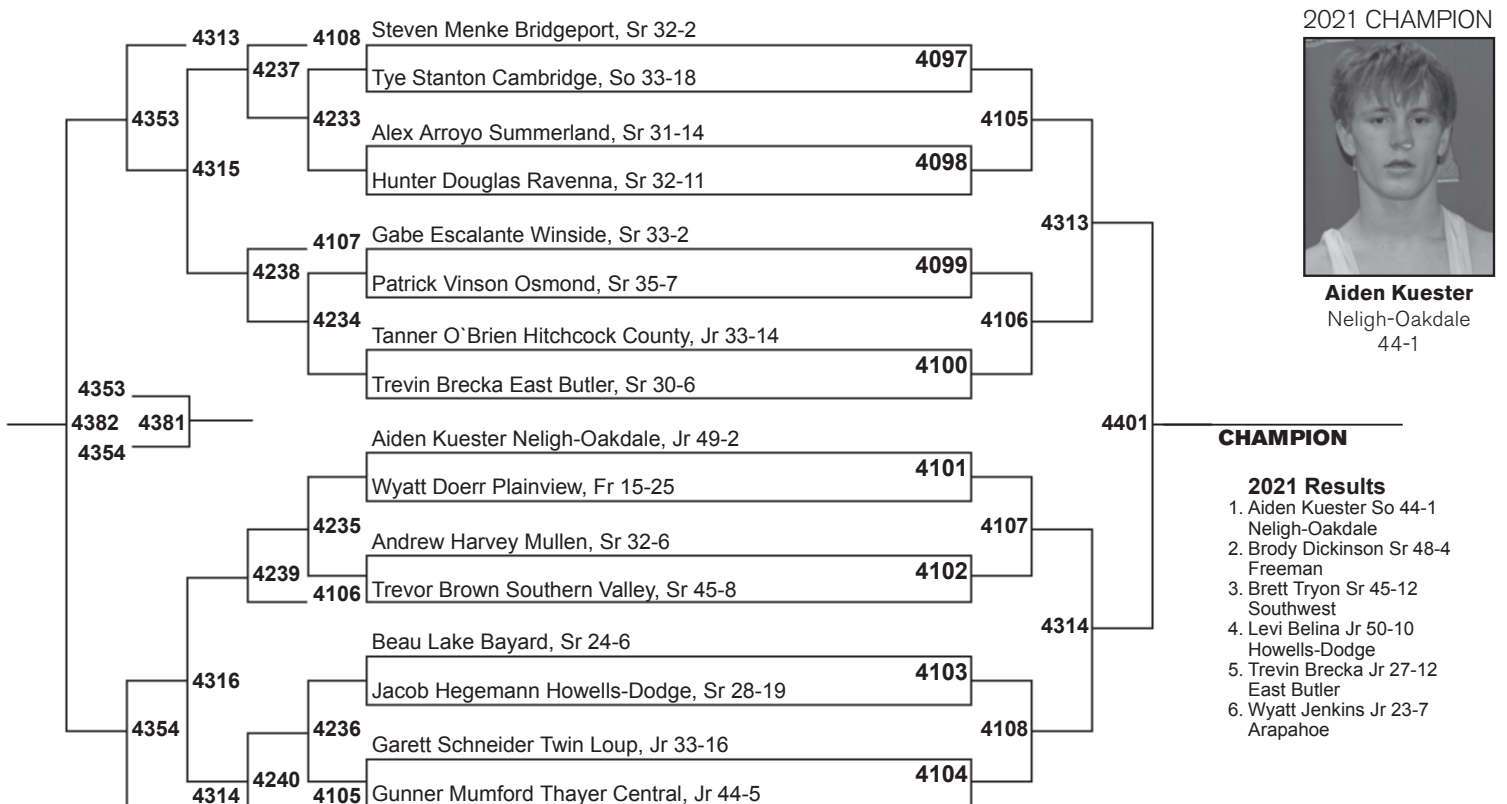 2021 CHAMPION
4313
4108
Steven Menke Bridgeport, Sr 32-2
4097
4237
Tye Stanton Cambridge, So 33-18
4353
4233
4105
Alex Arroyo Summerland, Sr 31-14
4098
4315
Hunter Douglas Ravenna, Sr 32-11
4313
4107
Gabe Escalante Winside, Sr 33-2
4099
4238
Patrick Vinson Osmond, Sr 35-7
Aiden Kuester
Neligh-Oakdale
44-1
4234
4106
Tanner O`Brien Hitchcock County, Jr 33-14
4100
Trevin Brecka East Butler, Sr 30-6
4353
4382
4381
4354
4401
CHAMPION
Aiden Kuester Neligh-Oakdale, Jr 49-2
4101
Wyatt Doerr Plainview, Fr 15-25
4235
4107
Andrew Harvey Mullen, Sr 32-6
4102
4239
4106
Trevor Brown Southern Valley, Sr 45-8
4314
Beau Lake Bayard, Sr 24-6
4103
4316
Jacob Hegemann Howells-Dodge, Sr 28-19
4354
4236
4108
Garett Schneider Twin Loup, Jr 33-16
4104
4240
4314
4105
Gunner Mumford Thayer Central, Jr 44-5
2021 Results
1. Aiden Kuester So 44-1
Neligh-Oakdale
2. Brody Dickinson Sr 48-4
Freeman
3. Brett Tryon Sr 45-12
Southwest
4. Levi Belina Jr 50-10
Howells-Dodge
5. Trevin Brecka Jr 27-12
East Butler
6. Wyatt Jenkins Jr 23-7
Arapahoe